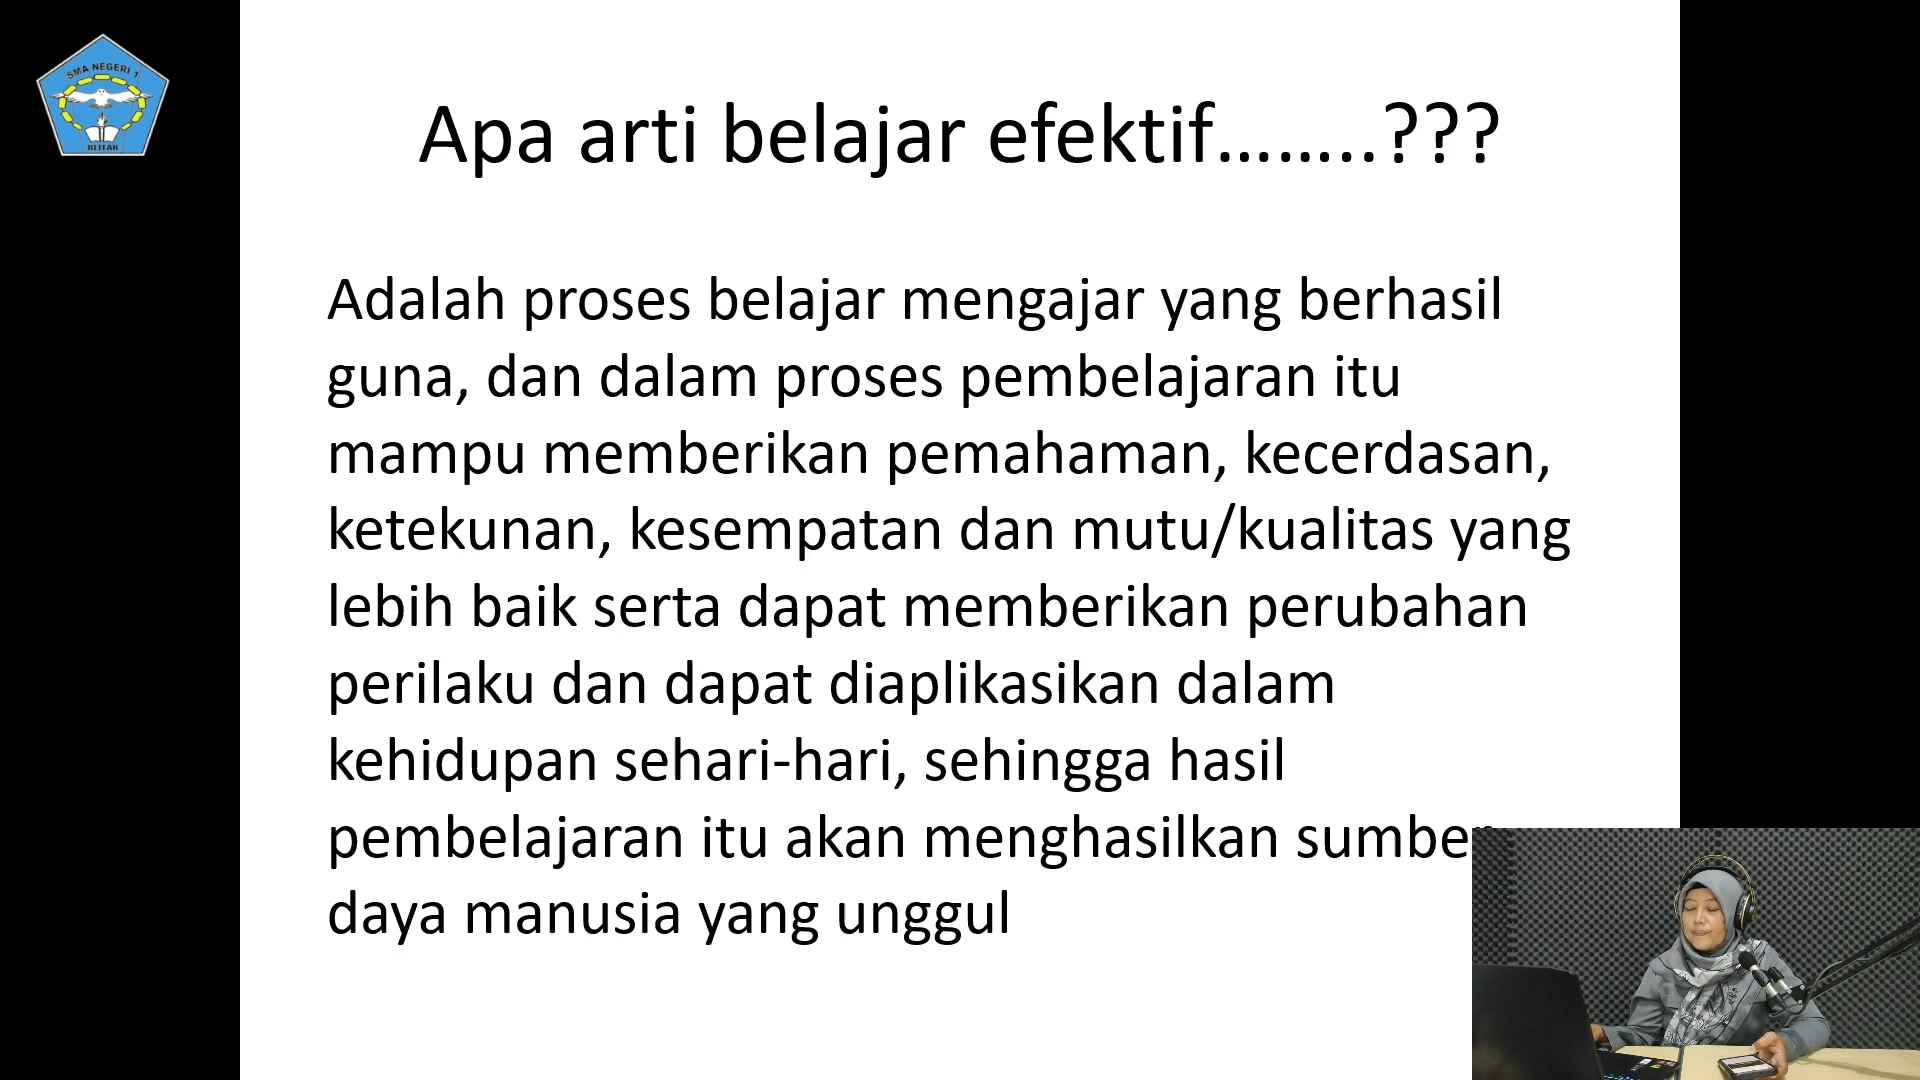 SMA NEGERI 1
BLITAR
Apa arti belajar efektif……..???
Adalah proses belajar mengajar yang berhasil
guna, dan dalam proses pembelajaran itu
mampu memberikan pemahaman, kecerdasan,
ketekunan, kesempatan dan mutu/kualitas yang
lebih baik serta dapat memberikan perubahan
perilaku dan dapat diaplikasikan dalam
kehidupan sehari-hari, sehingga hasil
pembelajaran itu akan menghasilkan sumber
daya manusia yang unggul